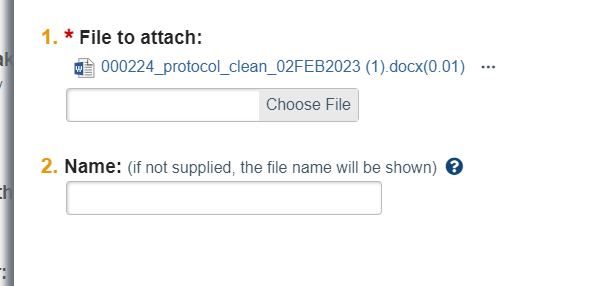 1. * File to attach:
000224_protocol_clean_02FEB2023 (1).docx(0.01) ...
Choose File
2. Name: (if not supplied, the file name will be shown) ?